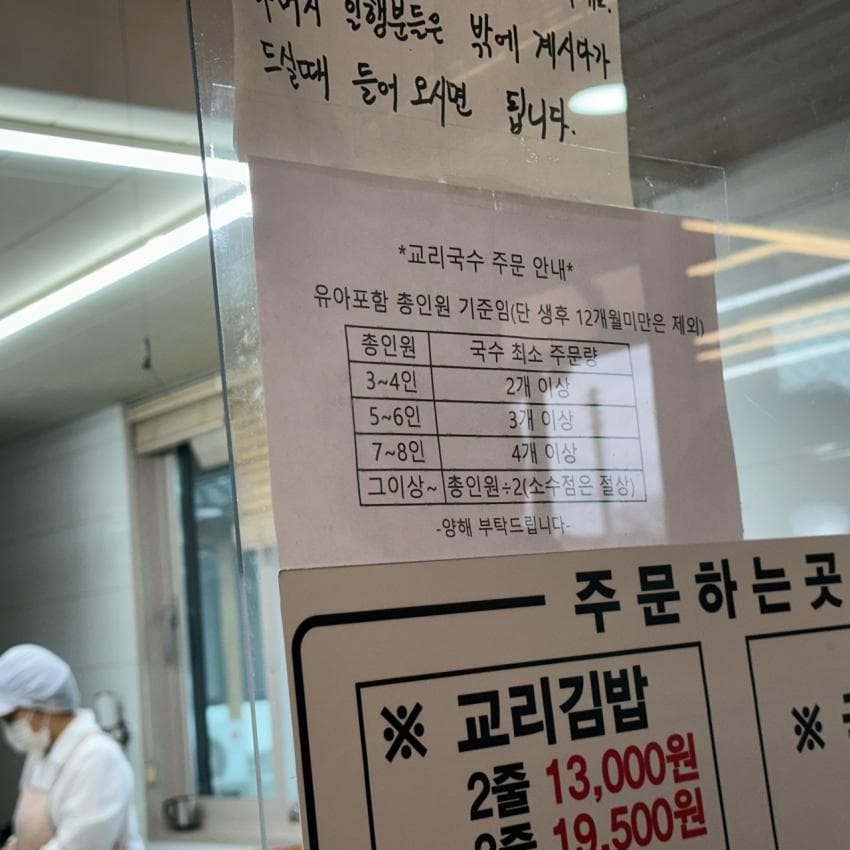 일행분들은 밖에 계시다가
드실때 들어 오시면 됩니다.
*교리국수 주문 안내*
유아포함 총인원 기준임(단 생후 12개월미만은 제외)
총인원 국수 최소 주문량
3~4인 2개 이상
5~6인 3개 이상
7~8인 4개 이상
그이상~ 총인원÷2(소수점은 절상)
-양해 부탁드립니다-
주문하는곳
※ 교리김밥
※
2줄 13,000원
19,500원